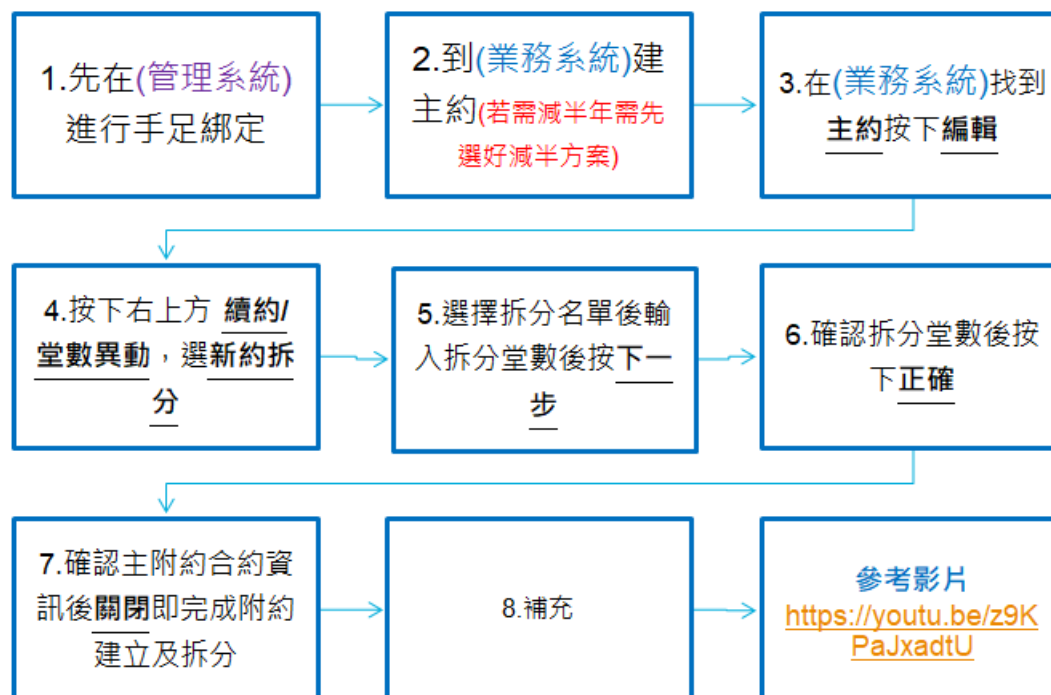 1.先在(管理系統)
進行手足綁定
2.到(業務系統)建
主約(若需減半年需先
選好減半方案)
3.在(業務系統)找到
主約按下編輯
4.按下右上方 續約/
堂數異動，選新約拆
分
5.選擇拆分名單後輸
入拆分堂數後按下一
步
6.確認拆分堂數後按
下正確
7.確認主附約合約資
訊後關閉即完成附約
建立及拆分
8.補充
參考影片
https://youtu.be/z9K
PaJxadtU